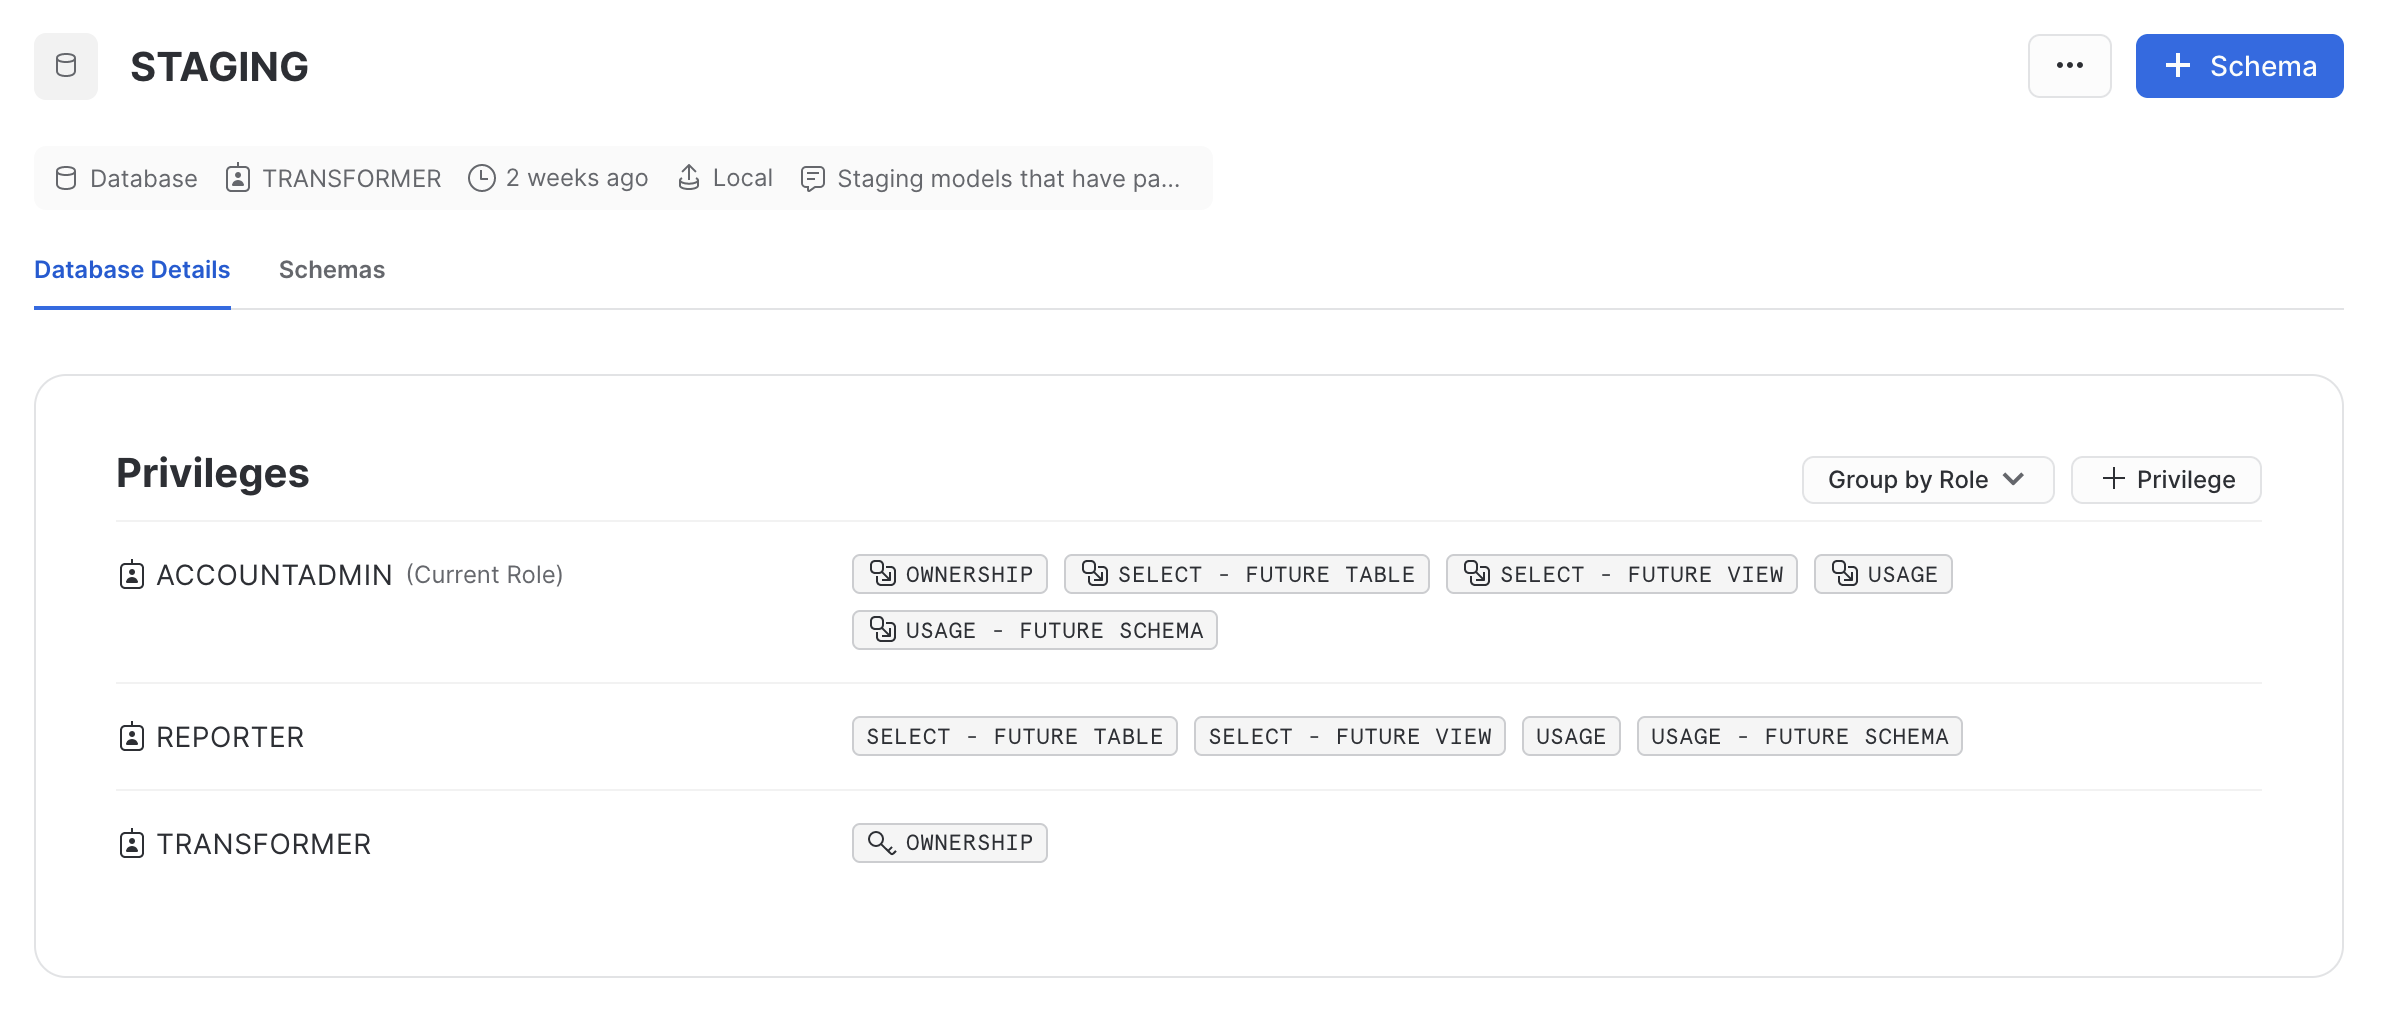 STAGING
Schema
Database TRANSFORMER 2 weeks ago Local Staging models that have pa...
Database Details Schemas
Privileges
Group by Role Privilege
ACCOUNTADMIN (Current Role) OWNERSHIP SELECT - FUTURE TABLE SELECT - FUTURE VIEW USAGE
USAGE - FUTURE SCHEMA
REPORTER SELECT - FUTURE TABLE SELECT - FUTURE VIEW USAGE USAGE - FUTURE SCHEMA
TRANSFORMER OWNERSHIP